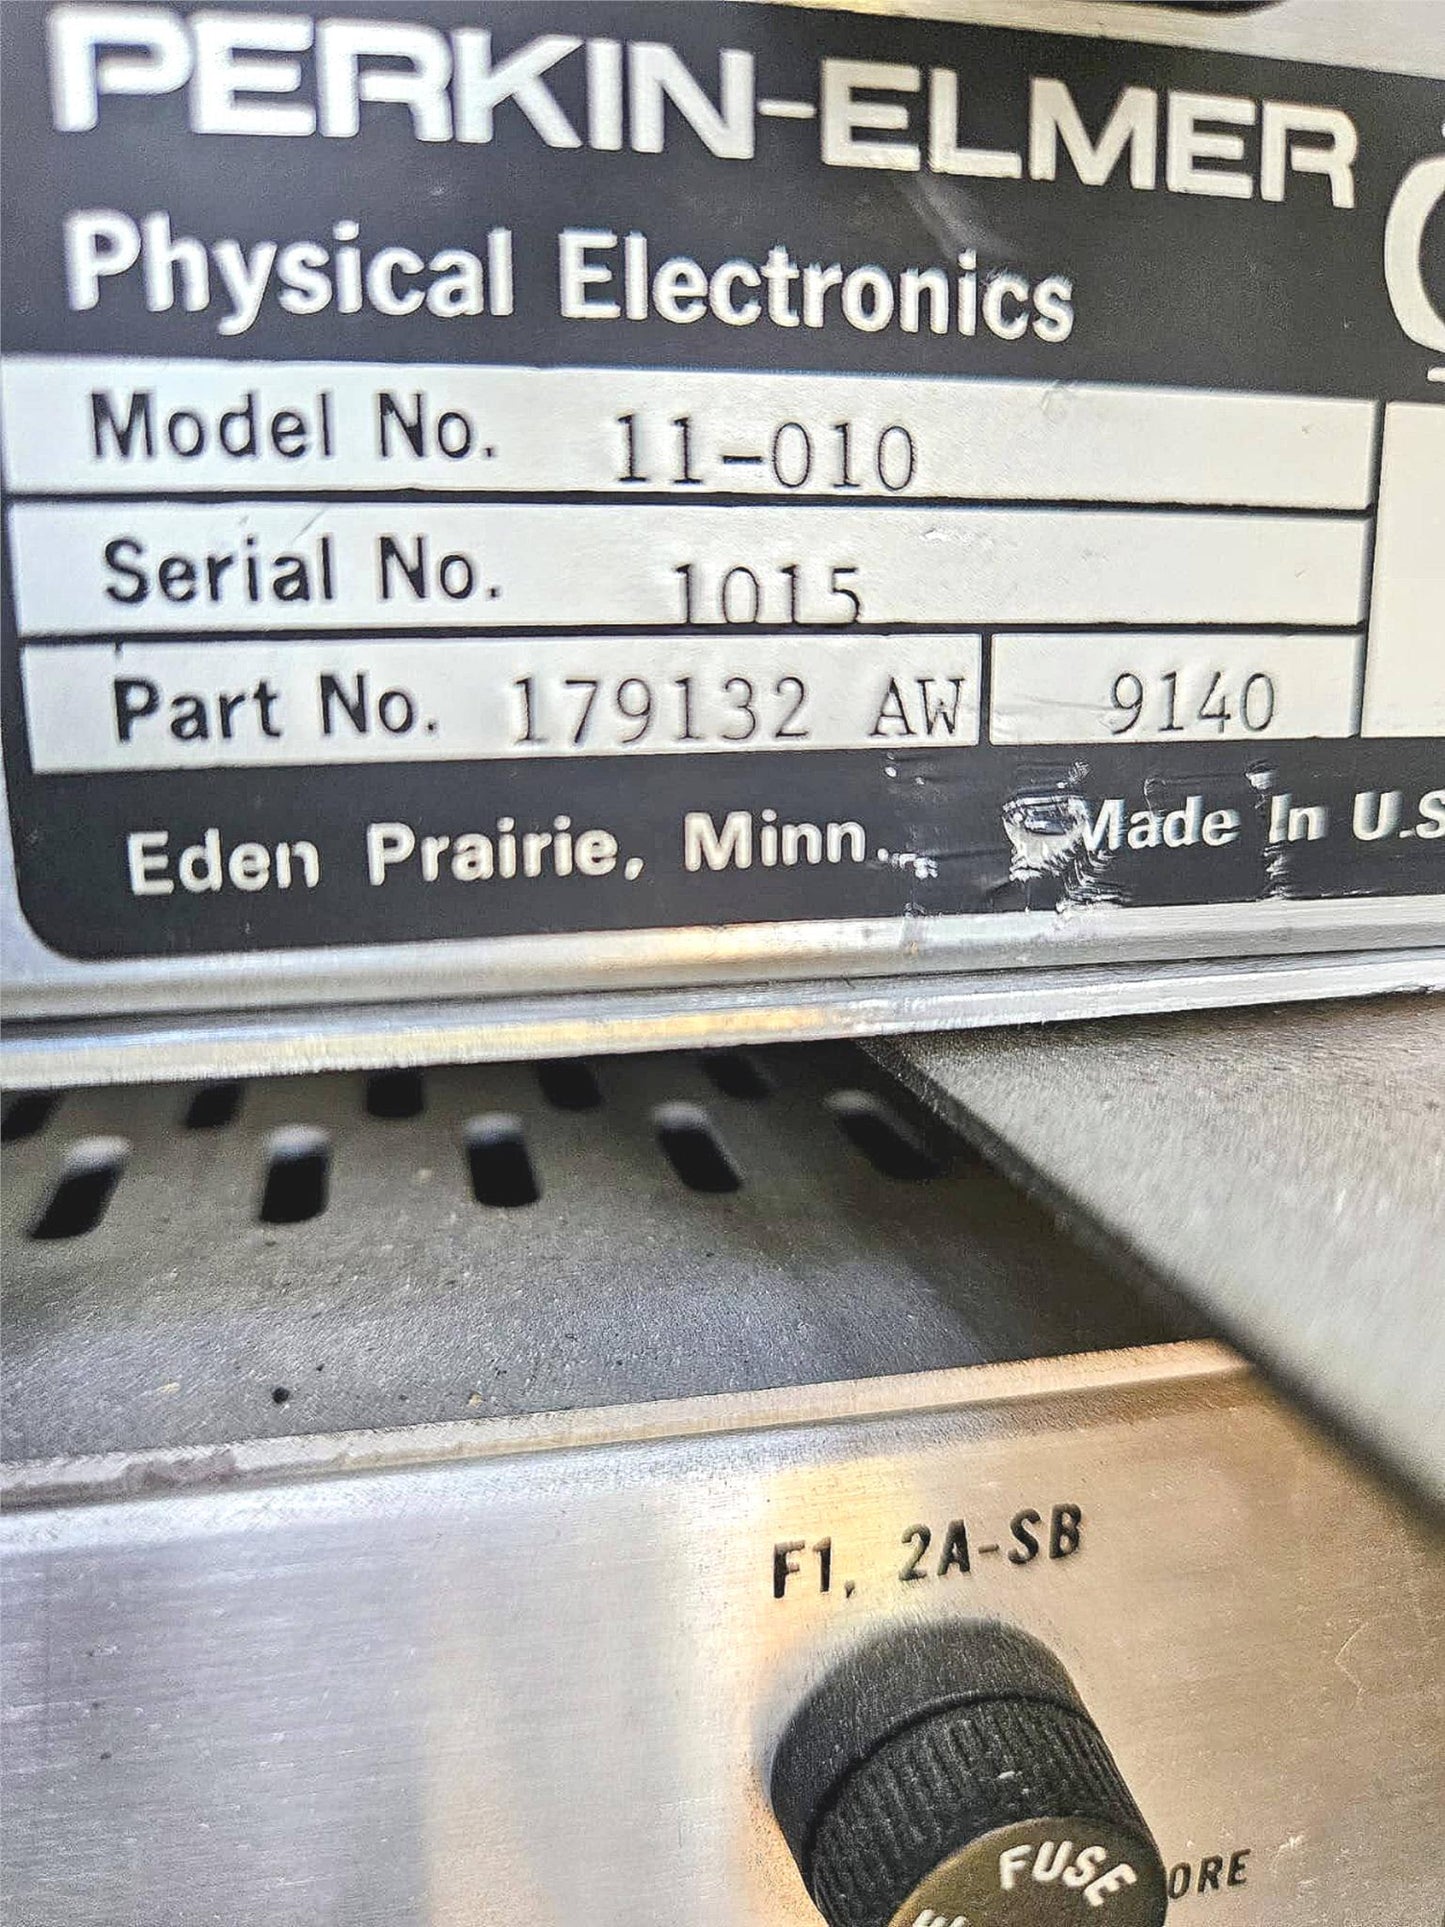 PERKIN-ELMER
Physical Electronics
Model No. 11-010
Serial No. 1015
Part No. 179132 AW 9140
Eden Prairie, Minn. Made In U.S
F1, 2A-SB
FUSE
ORE